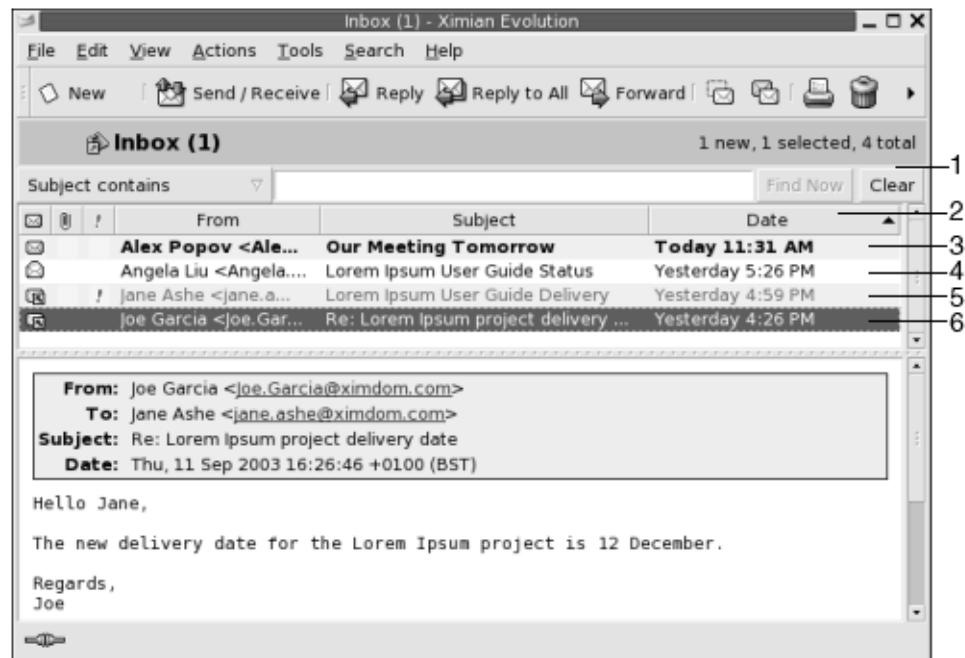 Inbox (1) - Ximian Evolution
File Edit View Actions Tools Search Help
New Send / Receive Reply Reply to All Forward
Inbox (1) 1 new, 1 selected, 4 total
1
Subject contains Find Now Clear
! From Subject Date 2
Alex Popov <Ale... Our Meeting Tomorrow Today 11:31 AM 3
Angela Liu <Angela.... Lorem Ipsum User Guide Status Yesterday 5:26 PM 4
! Jane Ashe <jane.a... Lorem Ipsum User Guide Delivery Yesterday 4:59 PM 5
Joe Garcia <Joe.Gar... Re: Lorem Ipsum project delivery ... Yesterday 4:26 PM 6
From: Joe Garcia <Joe.Garcia@ximdom.com>
To: Jane Ashe <jane.ashe@ximdom.com>
Subject: Re: Lorem Ipsum project delivery date
Date: Thu, 11 Sep 2003 16:26:46 +0100 (BST)
Hello Jane,
The new delivery date for the Lorem Ipsum project is 12 December.
Regards,
Joe